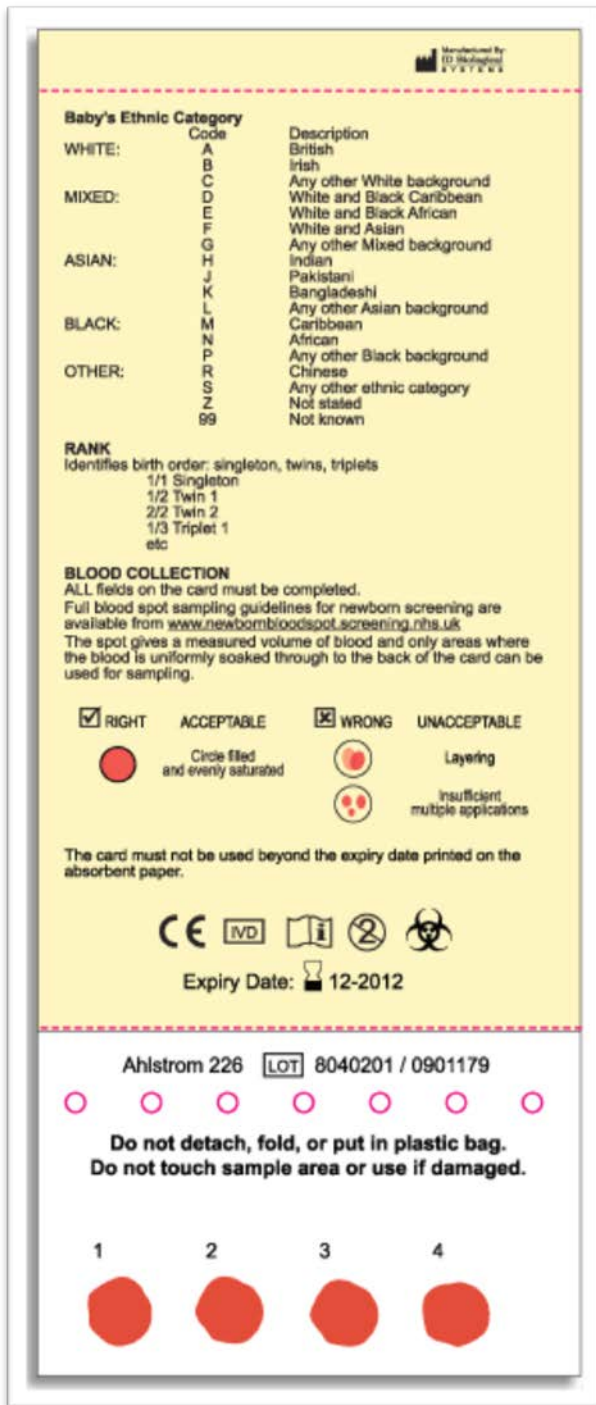 Manufactured By:
ID Biological
SYSTEMS
Baby's Ethnic Category
Code Description
WHITE: A British
B Irish
C Any other White background
MIXED: D White and Black Caribbean
E White and Black African
F White and Asian
G Any other Mixed background
ASIAN: H Indian
J Pakistani
K Bangladeshi
L Any other Asian background
BLACK: M Caribbean
N African
P Any other Black background
OTHER: R Chinese
S Any other ethnic category
Z Not stated
99 Not known
RANK
Identifies birth order: singleton, twins, triplets
1/1 Singleton
1/2 Twin 1
2/2 Twin 2
1/3 Triplet 1
etc
BLOOD COLLECTION
ALL fields on the card must be completed.
Full blood spot sampling guidelines for newborn screening are
available from www.newbornbloodspot.screening.nhs.uk
The spot gives a measured volume of blood and only areas where
the blood is uniformly soaked through to the back of the card can be
used for sampling.
RIGHT ACCEPTABLE WRONG UNACCEPTABLE
Circle filled
and evenly saturated
Layering
Insufficient
multiple applications
The card must not be used beyond the expiry date printed on the
absorbent paper.
CE IVD i 2
Expiry Date: 12-2012
Ahlstrom 226 LOT 8040201 / 0901179
Do not detach, fold, or put in plastic bag.
Do not touch sample area or use if damaged.
1 2 3 4